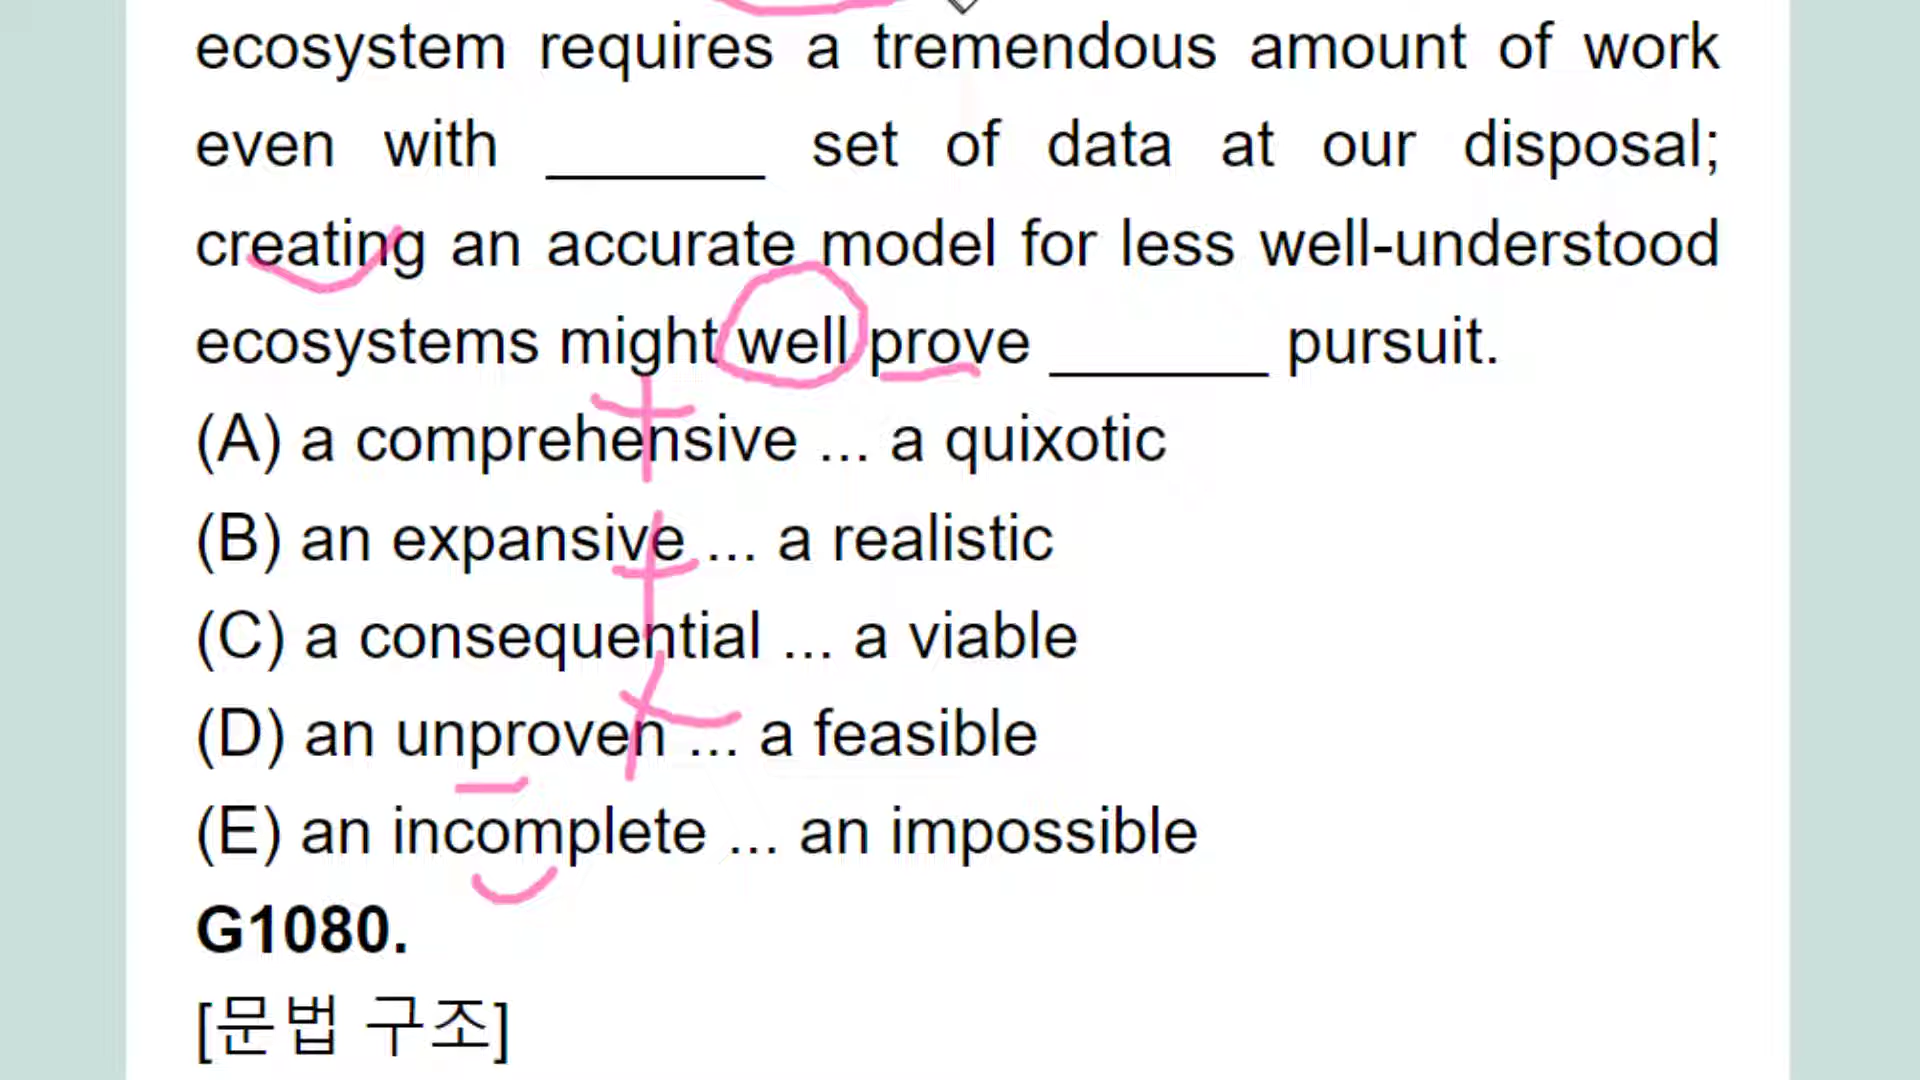 ecosystem requires a tremendous amount of work
even with _______ set of data at our disposal;
creating an accurate model for less well-understood
ecosystems might well prove _______ pursuit.
(A) a comprehensive ... a quixotic
(B) an expansive ... a realistic
(C) a consequential ... a viable
(D) an unproven ... a feasible
(E) an incomplete ... an impossible
G1080.
[문법 구조]